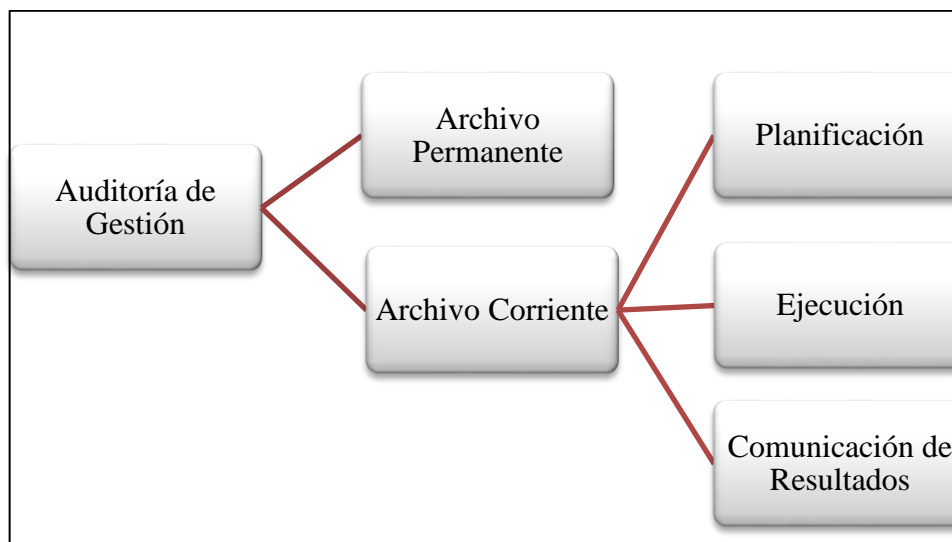 Auditoría de
Gestión
Archivo
Permanente
Archivo Corriente
Planificación
Ejecución
Comunicación de
Resultados